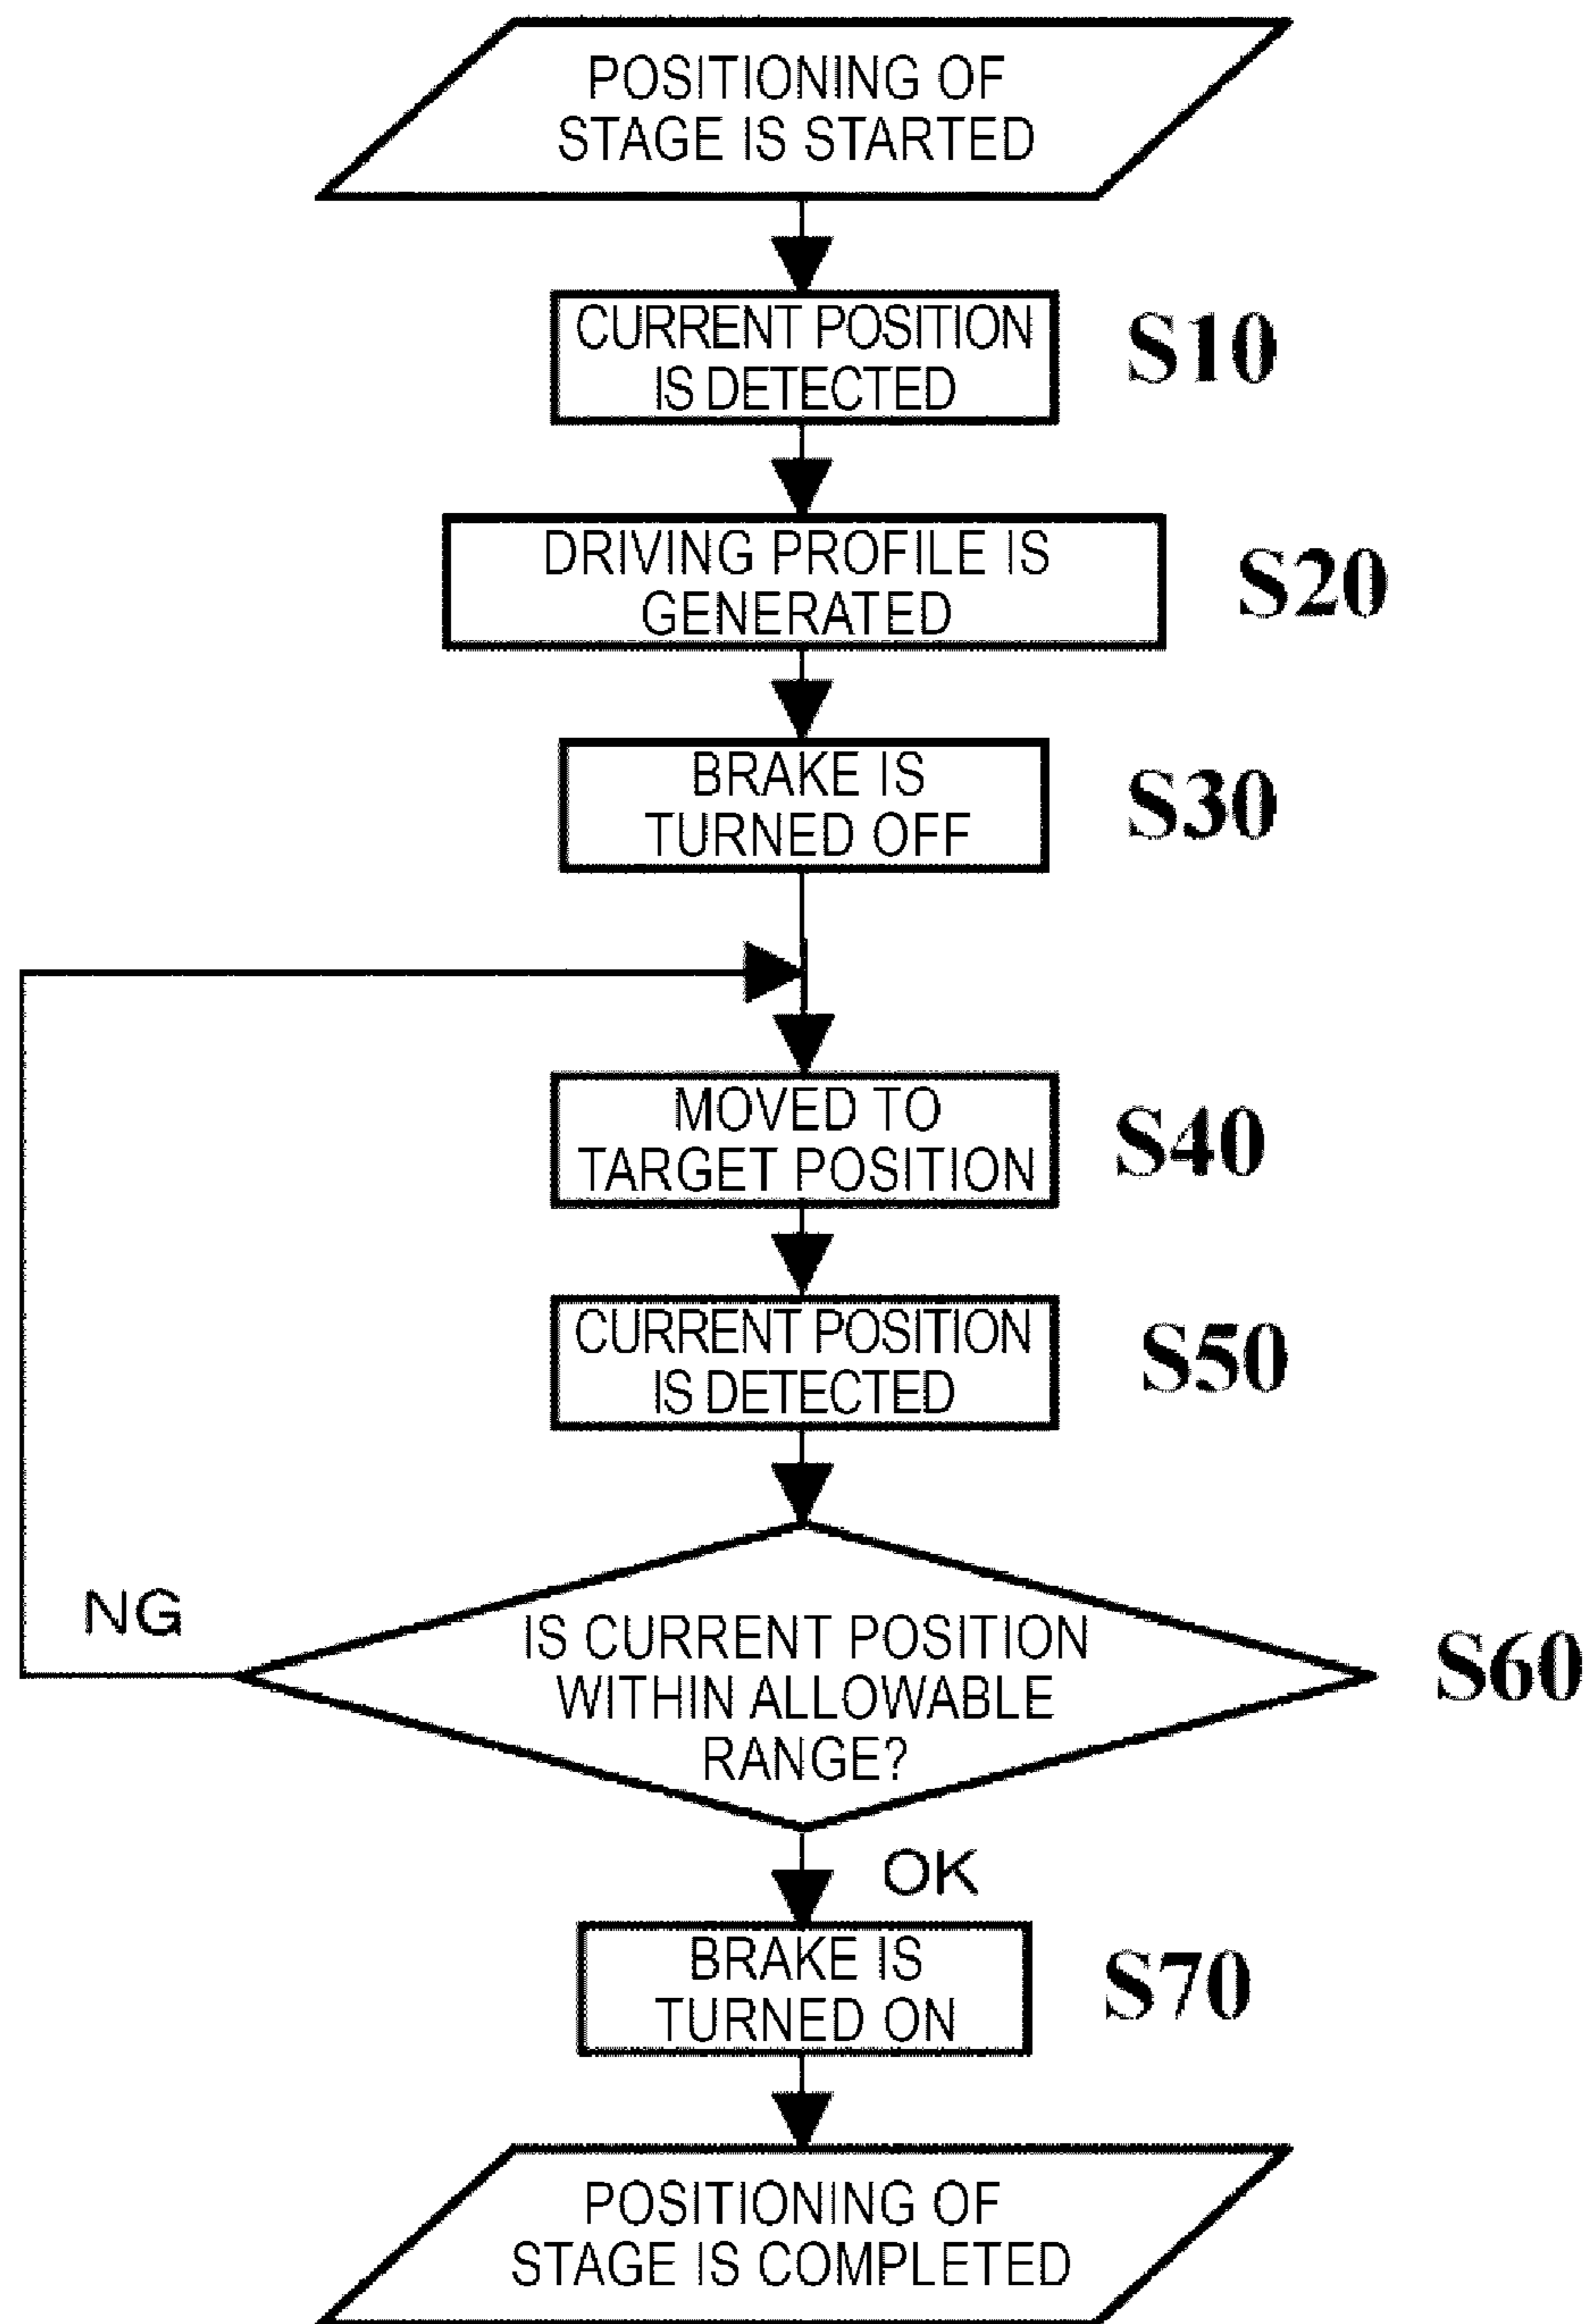 POSITIONING OF
STAGE IS STARTED
CURRENT POSITION
IS DETECTED
S10
DRIVING PROFILE IS
GENERATED
S20
BRAKE IS
TURNED OFF
S30
MOVED TO
TARGET POSITION
S40
CURRENT POSITION
IS DETECTED
S50
NG
IS CURRENT POSITION
WITHIN ALLOWABLE
RANGE?
S60
OK
BRAKE IS
TURNED ON
S70
POSITIONING OF
STAGE IS COMPLETED